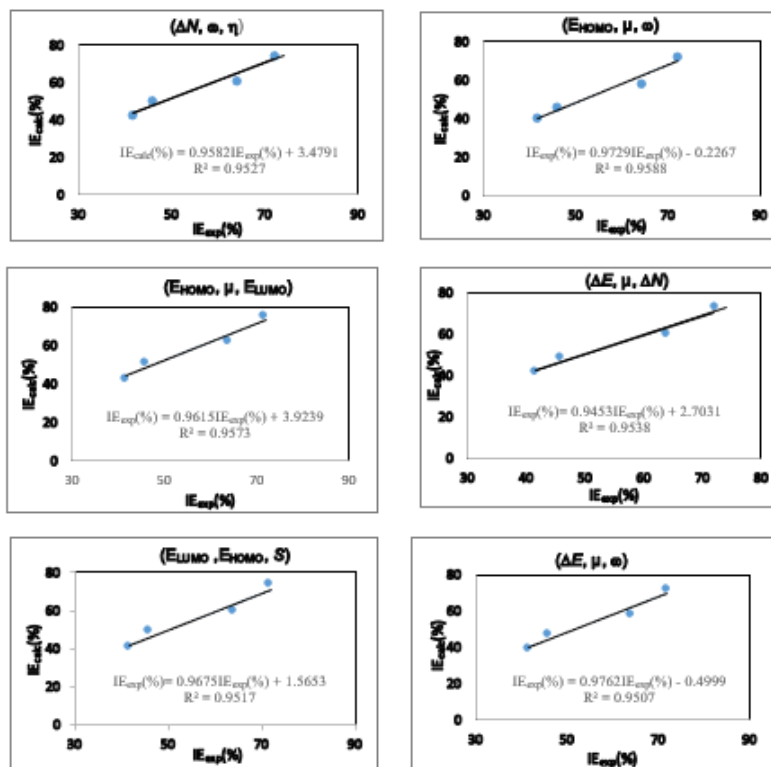 (ΔN, ω, η)
80
60
40
20
0
IEcalc(%)
IEcalc(%) = 0.9582IEexp(%) + 3.4791
R² = 0.9527
30 50 70 90
IEexp(%)
(EHOMO, μ, ω)
80
60
40
20
0
IEcalc(%)
IEexp(%)= 0.9729IEexp(%) - 0.2267
R² = 0.9588
30 50 70 90
IEexp(%)
(EHOMO, μ, ELUMO)
80
60
40
20
0
IEcalc(%)
IEexp(%) = 0.9615IEexp(%) + 3.9239
R² = 0.9573
30 50 70 90
IEexp(%)
(ΔE, μ, ΔN)
80
60
40
20
0
IEcalc(%)
IEexp(%)= 0.9453IEexp(%) + 2.7031
R² = 0.9538
30 40 50 60 70 80
IEexp(%)
(ELUMO ,EHOMO, S)
80
60
40
20
0
IEcalc(%)
IEexp(%)= 0.9675IEexp(%) + 1.5653
R² = 0.9517
30 50 70 90
IEexp(%)
(ΔE, μ, ω)
80
60
40
20
0
IEcalc(%)
IEexp(%) = 0.9762IEexp(%) - 0.4999
R² = 0.9507
30 50 70 90
IEexp(%)